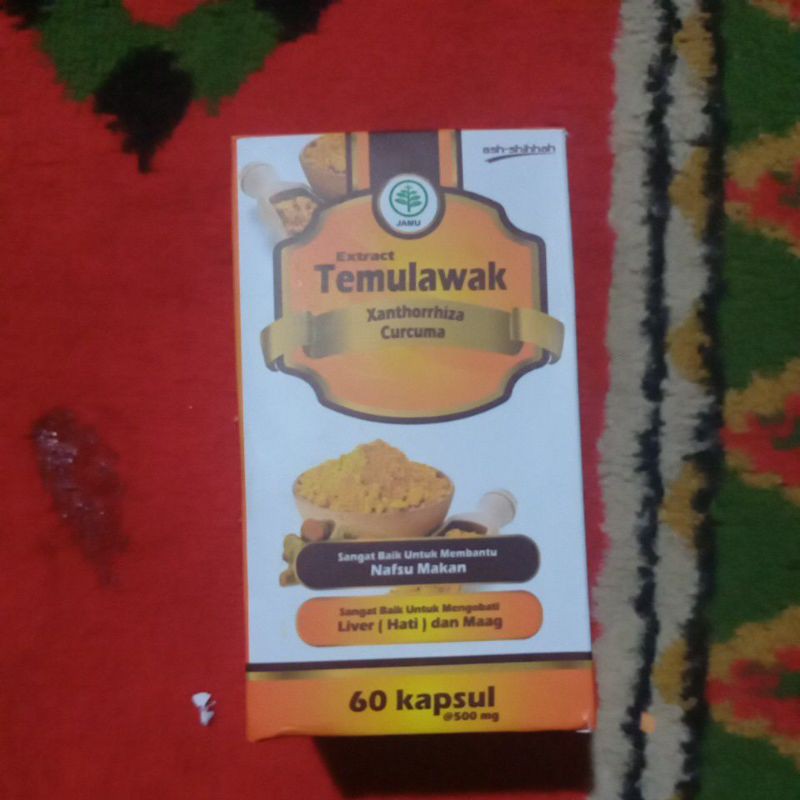 ash-shihhah
JAMU
Extract
Temulawak
Xanthorrhiza
Curcuma
Sangat Baik Untuk Membantu
Nafsu Makan
Sangat Baik Untuk Mengobati
Liver ( Hati ) dan Maag
60 kapsul
@500 mg